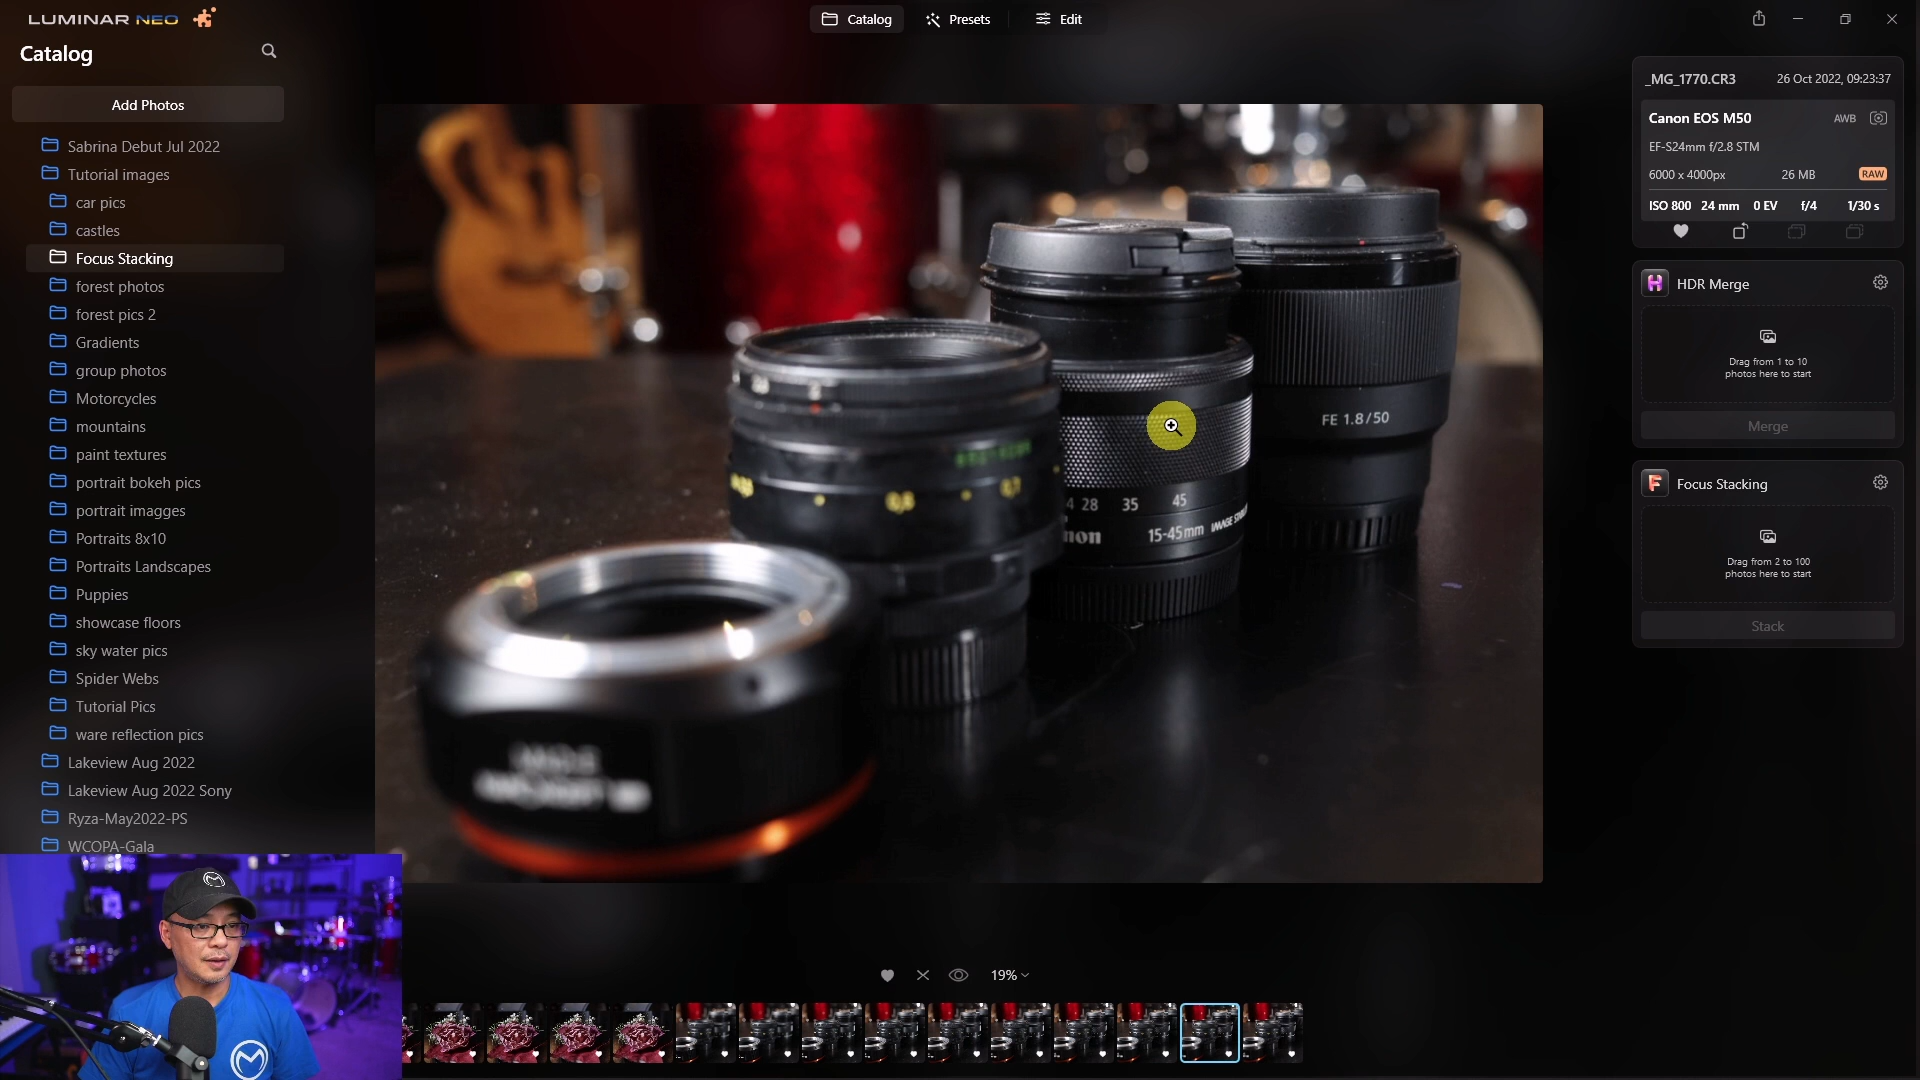 LUMINAR NEO
Catalog
Presets
Edit
Catalog
Add Photos
Sabrina Debut Jul 2022
Tutorial images
car pics
castles
Focus Stacking
forest photos
forest pics 2
Gradients
group photos
Motorcycles
mountains
paint textures
portrait bokeh pics
portrait imagges
Portraits 8x10
Portraits Landscapes
Puppies
showcase floors
sky water pics
Spider Webs
Tutorial Pics
ware reflection pics
Lakeview Aug 2022
Lakeview Aug 2022 Sony
Ryza-May2022-PS
WCOPA-Gala
FE 1.8/50
4 28 35 45
non 15-45mm IMAGE STABI
19%
_MG_1770.CR3 26 Oct 2022, 09:23:37
Canon EOS M50 AWB
EF-S24mm f/2.8 STM
6000 x 4000px 26 MB RAW
ISO 800 24 mm 0 EV f/4 1/30 s
HDR Merge
Drag from 1 to 10
photos here to start
Merge
Focus Stacking
Drag from 2 to 100
photos here to start
Stack